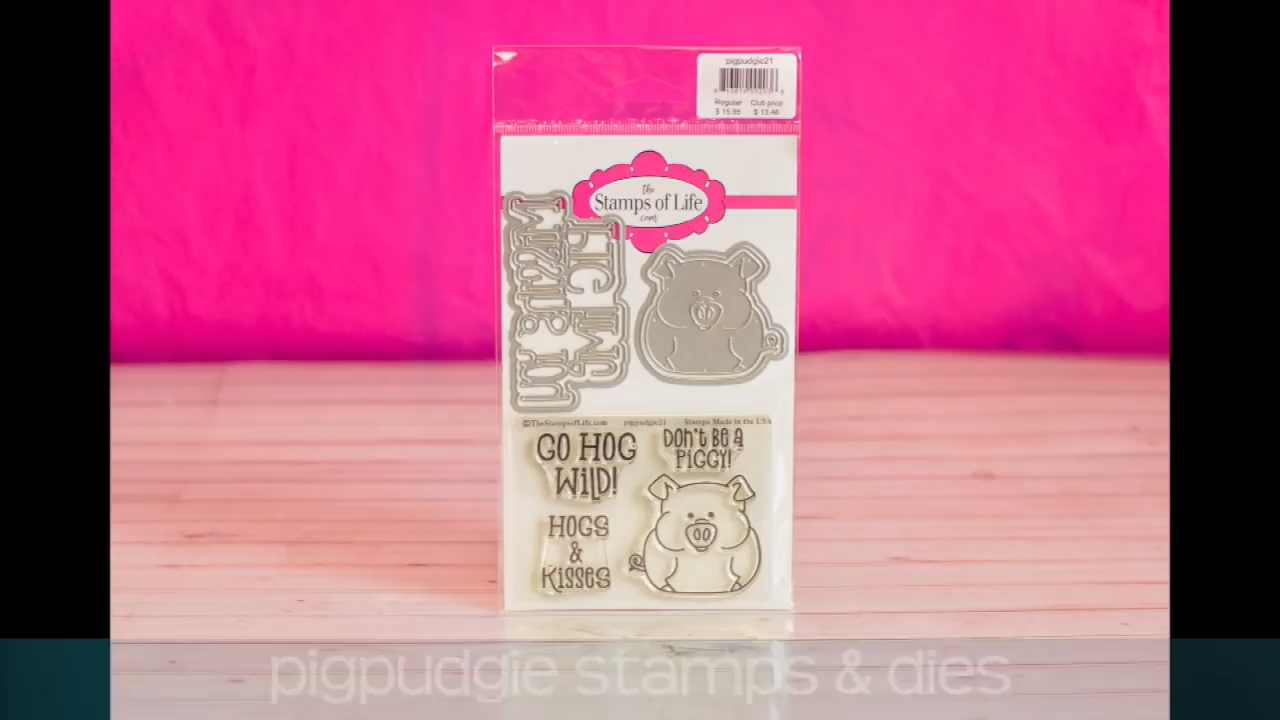 pigpudgie21
Regular Club price
$ 15.95 $ 13.46
the
Stamps of Life
.com
©TheStampsofLife.com pigpudgie21 Stamps Made in the USA
GO HOG
WiLD!
DON'T BE A
PiGGY!
HOGS
&
KiSSES
pigpudgie stamps & dies